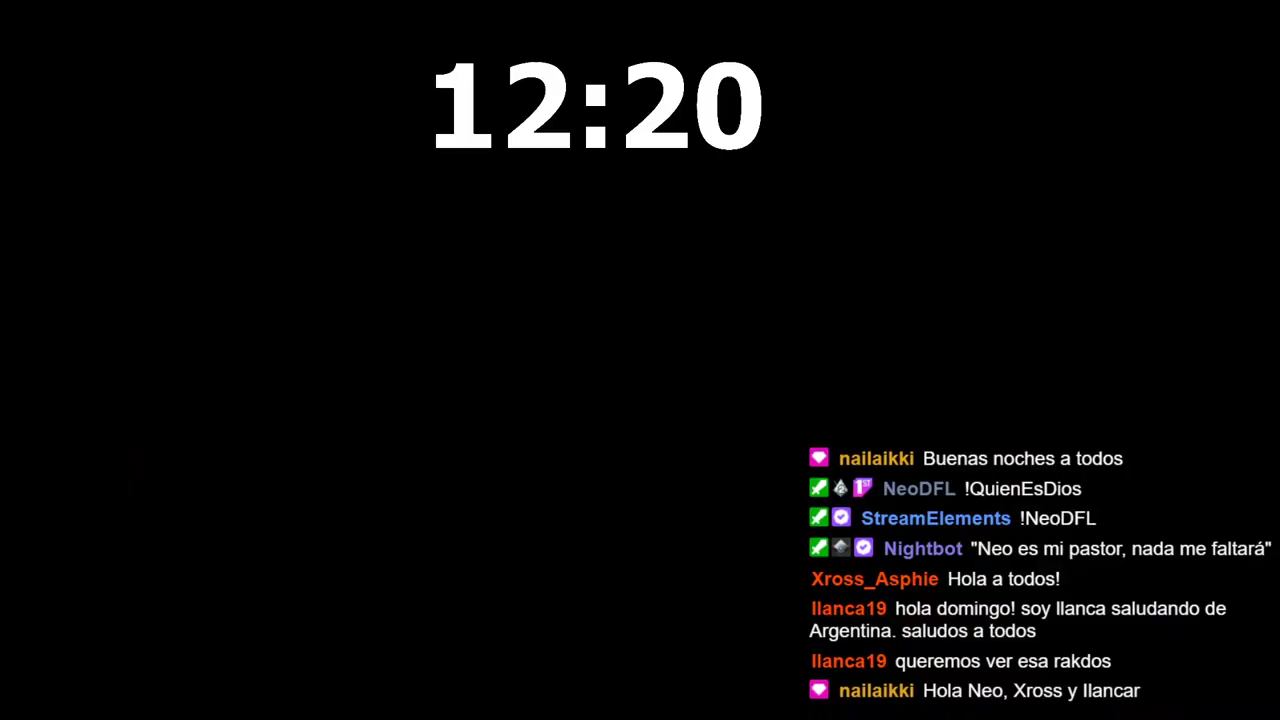 12:20
nailaikki Buenas noches a todos
NeoDFL !QuienEsDios
StreamElements !NeoDFL
Nightbot "Neo es mi pastor, nada me faltará"
Xross_Asphie Hola a todos!
llanca19 hola domingo! soy llanca saludando de
Argentina. saludos a todos
llanca19 queremos ver esa rakdos
nailaikki Hola Neo, Xross y llancar